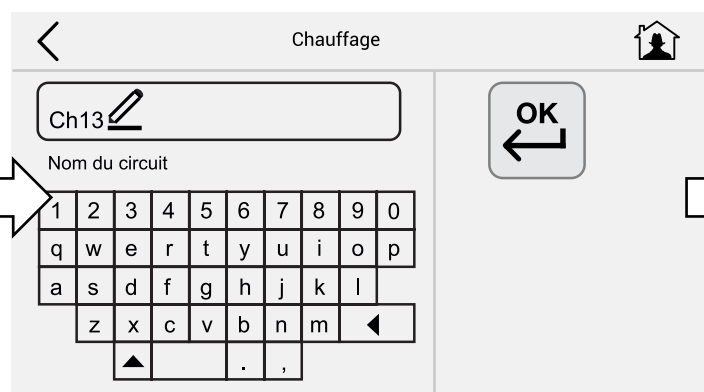 Chauffage
Ch13
OK
Nom du circuit
1 2 3 4 5 6 7 8 9 0
q w e r t y u i o p
a s d f g h j k l
z x c v b n m
. ,